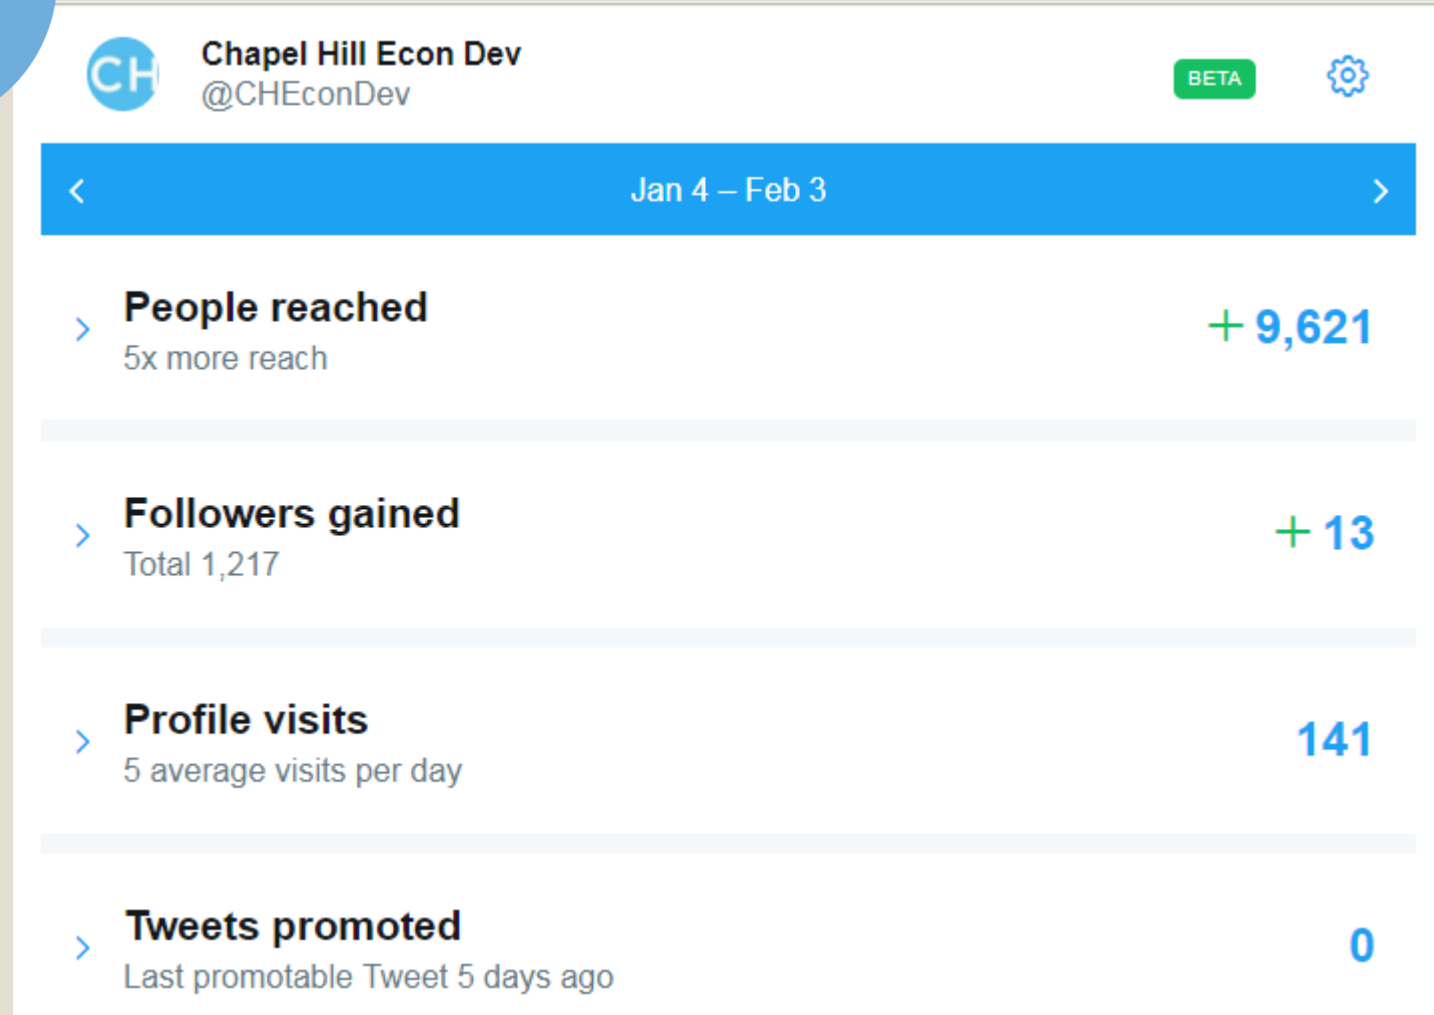 CH
Chapel Hill Econ Dev
@CHEconDev
BETA
Jan 4 – Feb 3
People reached
5x more reach
+ 9,621
Followers gained
Total 1,217
+ 13
Profile visits
5 average visits per day
141
Tweets promoted
Last promotable Tweet 5 days ago
0